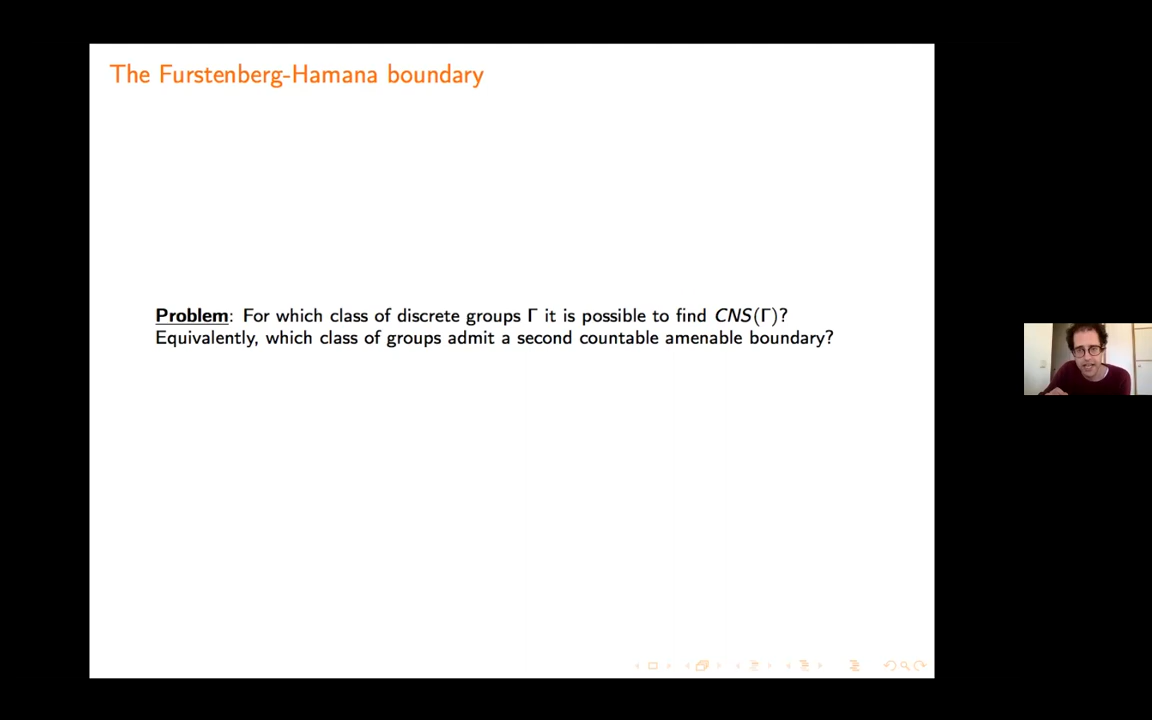 The Furstenberg-Hamana boundary
Problem: For which class of discrete groups Γ it is possible to find CNS(Γ)?
Equivalently, which class of groups admit a second countable amenable boundary?